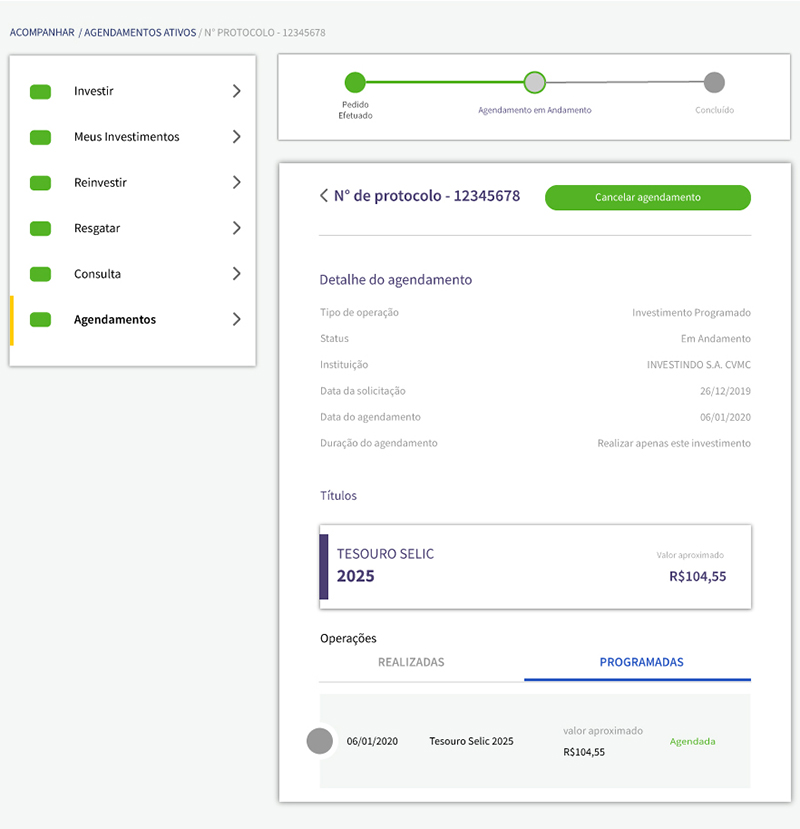 ACOMPANHAR / AGENDAMENTOS ATIVOS / N° PROTOCOLO - 12345678
Investir
Meus Investimentos
Reinvestir
Resgatar
Consulta
Agendamentos
Pedido
Efetuado
Agendamento em Andamento
Concluído
N° de protocolo - 12345678
Cancelar agendamento
Detalhe do agendamento
Tipo de operação Investimento Programado
Status Em Andamento
Instituição INVESTINDO S.A. CVMC
Data da solicitação 26/12/2019
Data do agendamento 06/01/2020
Duração do agendamento Realizar apenas este investimento
Títulos
TESOURO SELIC
2025
Valor aproximado
R$104,55
Operações
REALIZADAS PROGRAMADAS
06/01/2020 Tesouro Selic 2025
valor aproximado
R$104,55
Agendada